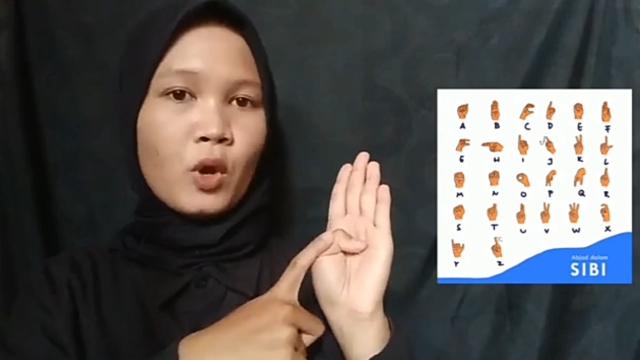 A B C D E F
G H I J K L
M N O P Q R
S T U V W X
Y Z
Abjad dalam
SIBI